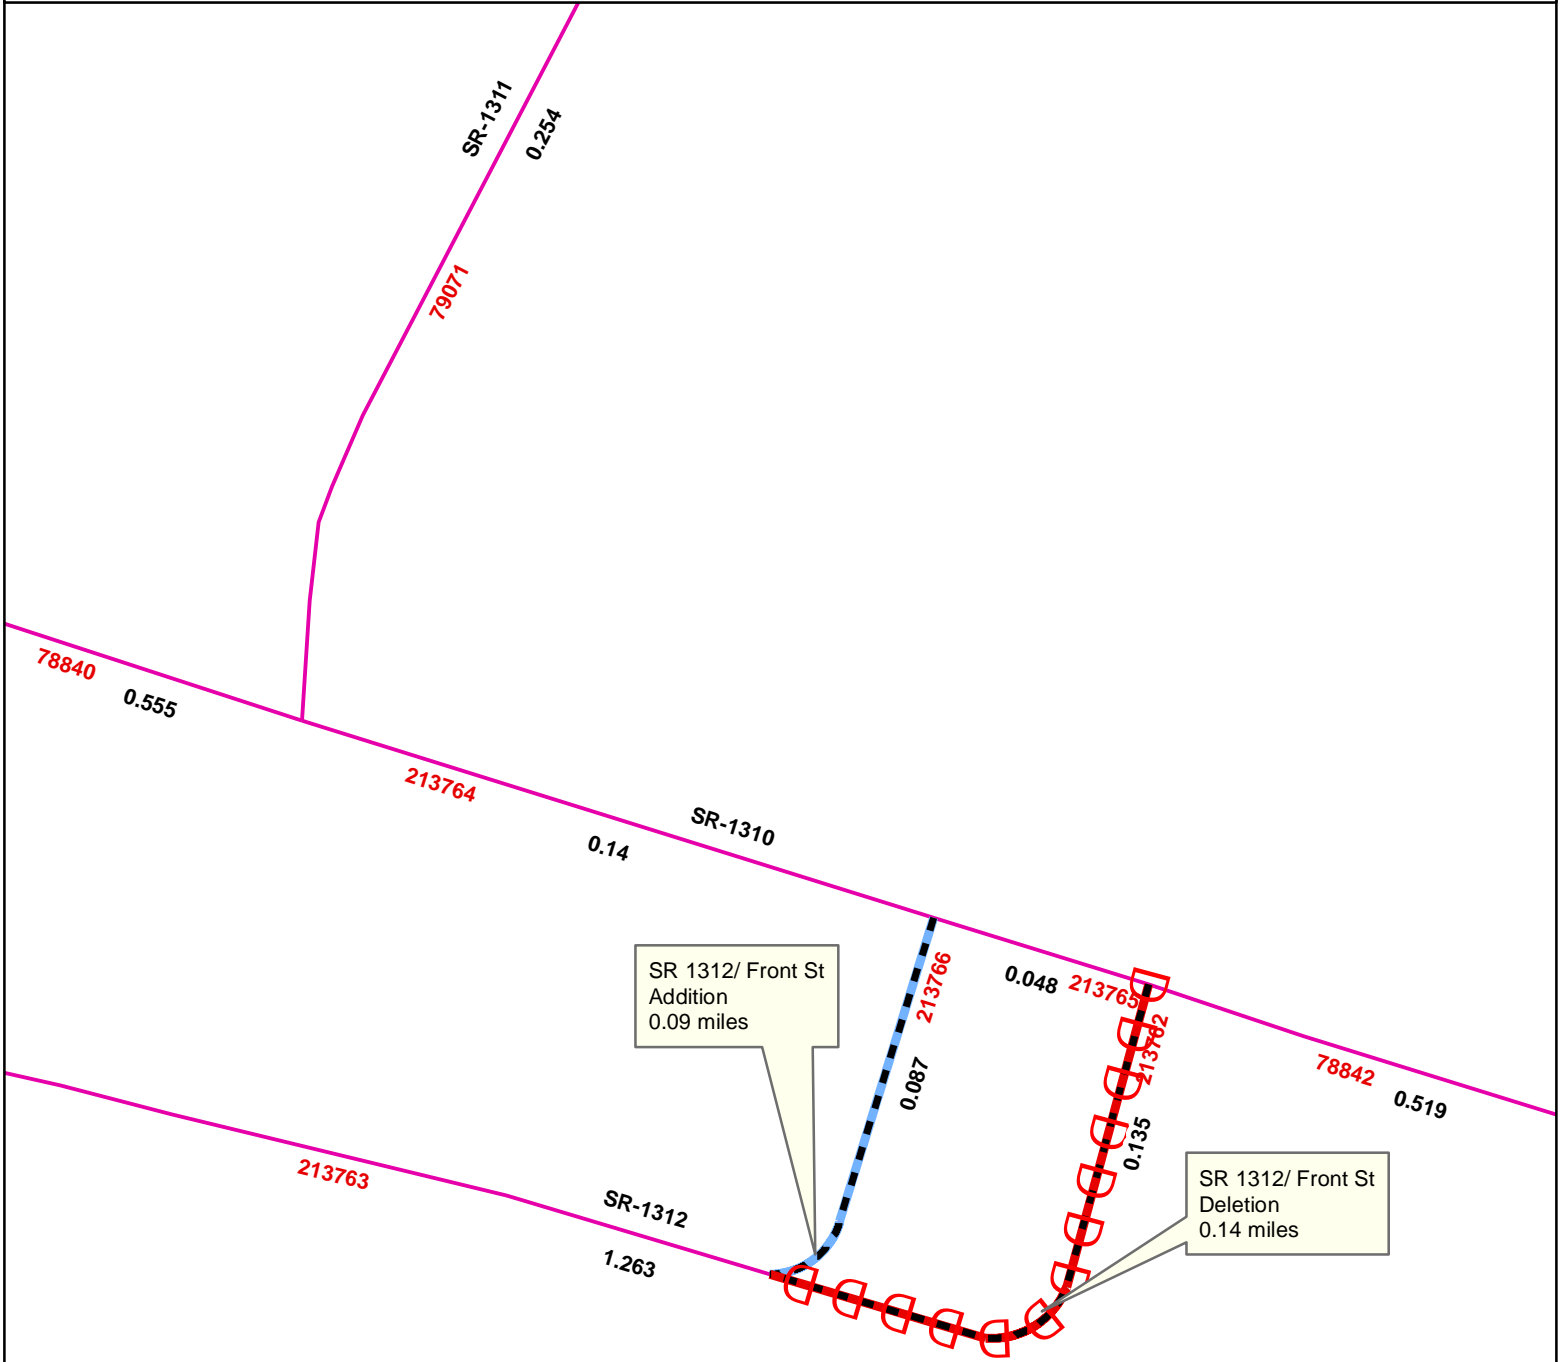 SR-1311
0.254
79071
78840
0.555
213764
SR-1310
0.14
SR 1312/ Front St
Addition
0.09 miles
213766
0.087
0.048
213765
213762
0.135
78842
0.519
SR 1312/ Front St
Deletion
0.14 miles
213763
SR-1312
1.263